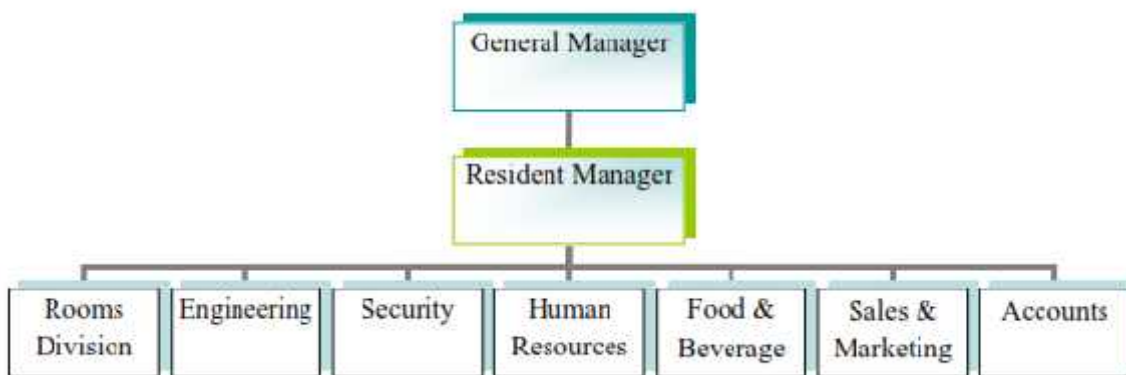 General Manager
Resident Manager
Rooms
Division
Engineering
Security
Human
Resources
Food &
Beverage
Sales &
Marketing
Accounts